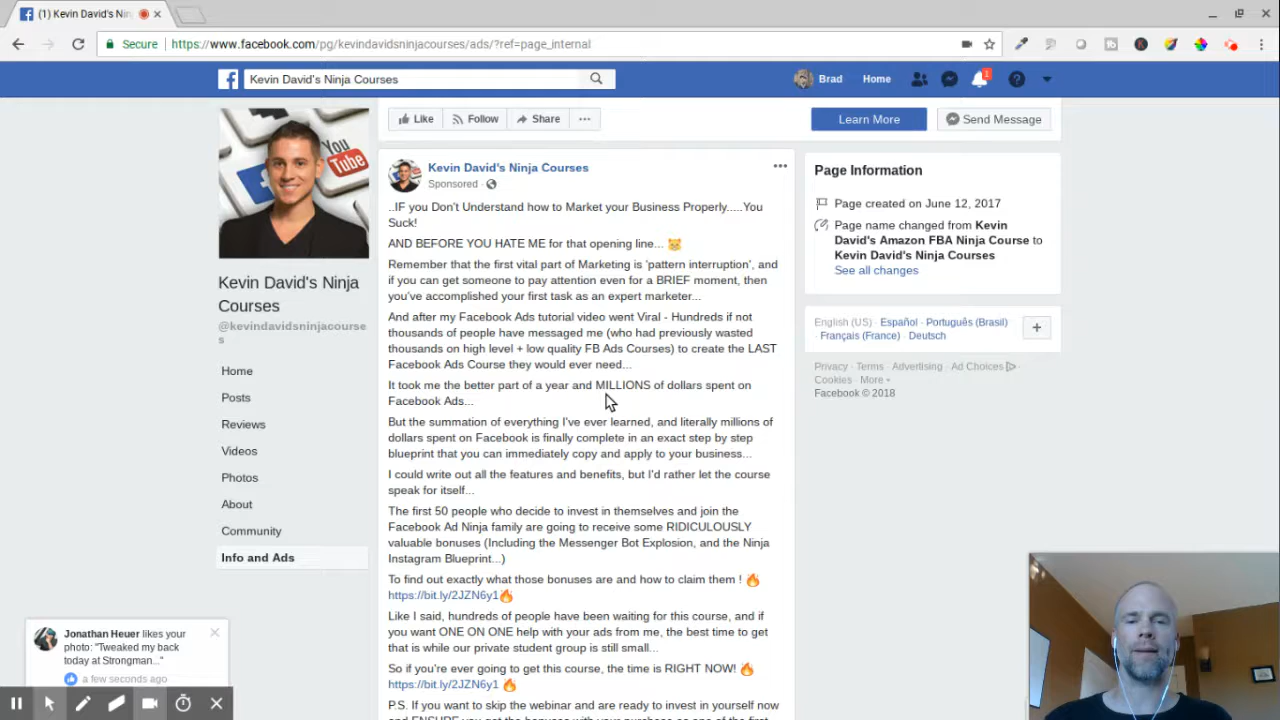 (1) Kevin David's Nin
Secure https://www.facebook.com/pg/kevindavidsninjacourses/ads/?ref=page_internal
Kevin David's Ninja Courses
Brad Home
1
You Tube
Like Follow Share
Learn More Send Message
Kevin David's Ninja
Courses
@kevindavidsninjacourse
s
Home
Posts
Reviews
Videos
Photos
About
Community
Info and Ads
Kevin David's Ninja Courses
Sponsored ·
..IF you Don't Understand how to Market your Business Properly.....You
Suck!
AND BEFORE YOU HATE ME for that opening line... 😼
Remember that the first vital part of Marketing is 'pattern interruption', and
if you can get someone to pay attention even for a BRIEF moment, then
you've accomplished your first task as an expert marketer...
And after my Facebook Ads tutorial video went Viral - Hundreds if not
thousands of people have messaged me (who had previously wasted
thousands on high level + low quality FB Ads Courses) to create the LAST
Facebook Ads Course they would ever need...
It took me the better part of a year and MILLIONS of dollars spent on
Facebook Ads...
But the summation of everything I've ever learned, and literally millions of
dollars spent on Facebook is finally complete in an exact step by step
blueprint that you can immediately copy and apply to your business...
I could write out all the features and benefits, but I'd rather let the course
speak for itself...
The first 50 people who decide to invest in themselves and join the
Facebook Ad Ninja family are going to receive some RIDICULOUSLY
valuable bonuses (Including the Messenger Bot Explosion, and the Ninja
Instagram Blueprint...)
To find out exactly what those bonuses are and how to claim them ! 🔥
https://bit.ly/2JZN6y1🔥
Like I said, hundreds of people have been waiting for this course, and if
you want ONE ON ONE help with your ads from me, the best time to get
that is while our private student group is still small...
So if you're ever going to get this course, the time is RIGHT NOW! 🔥
https://bit.ly/2JZN6y1 🔥
P.S. If you want to skip the webinar and are ready to invest in yourself now
and ENSURE you get the bonuses with your purchase as one of the first
Page Information
Page created on June 12, 2017
Page name changed from Kevin
David's Amazon FBA Ninja Course to
Kevin David's Ninja Courses
See all changes
English (US) · Español · Português (Brasil) ·
Français (France) · Deutsch
Privacy · Terms · Advertising · Ad Choices ·
Cookies · More
Facebook © 2018
Jonathan Heuer likes your
photo: "Tweaked my back
today at Strongman..."
a few seconds ago